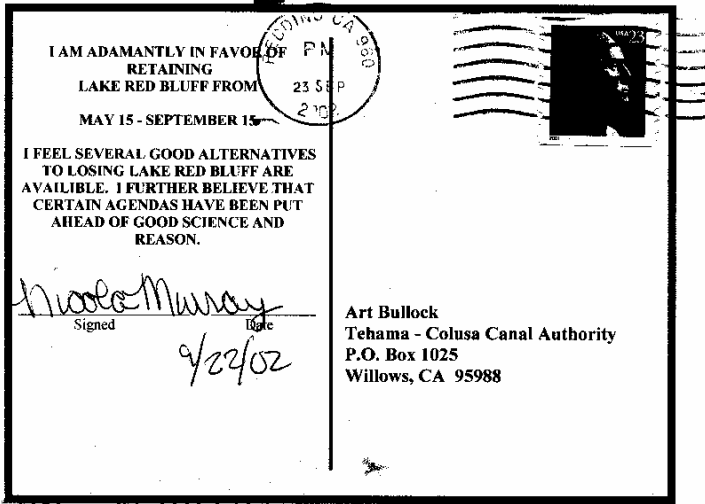 I AM ADAMANTLY IN FAVOR OF
RETAINING
LAKE RED BLUFF FROM
MAY 15 - SEPTEMBER 15
I FEEL SEVERAL GOOD ALTERNATIVES
TO LOSING LAKE RED BLUFF ARE
AVAILIBLE. I FURTHER BELIEVE THAT
CERTAIN AGENDAS HAVE BEEN PUT
AHEAD OF GOOD SCIENCE AND
REASON.
Nicola Murray
Signed Date
9/22/02
REDDING CA 960
PM
23 SEP
2002
USA 23
Art Bullock
Tehama - Colusa Canal Authority
P.O. Box 1025
Willows, CA 95988